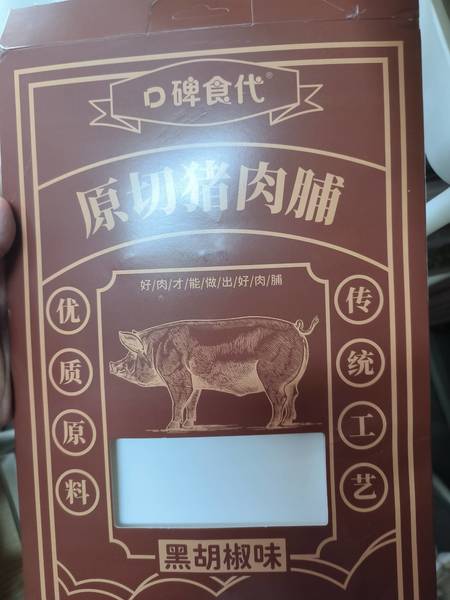 口碑食代®
原切猪肉脯
好/肉/才/能/做/出/好/肉/脯
优质原料
传统工艺
黑胡椒味